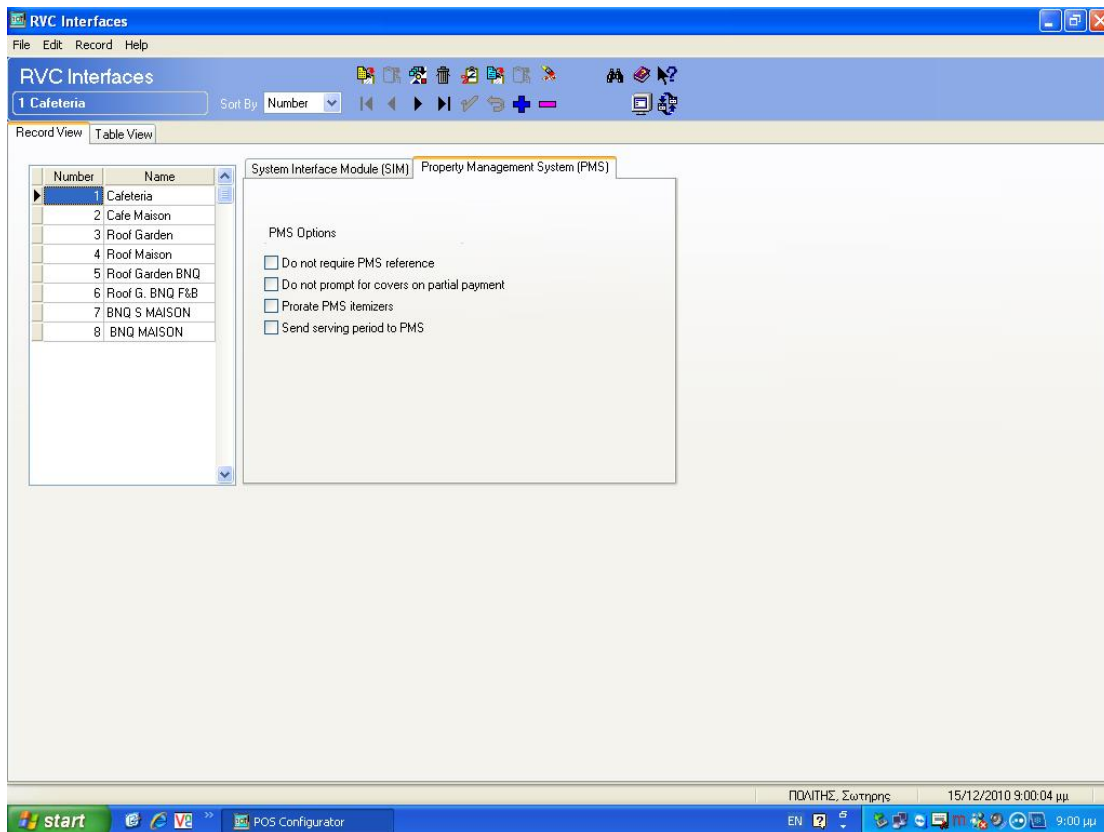 RVC Interfaces
File Edit Record Help
RVC Interfaces
1 Cafeteria Sort By Number
Record View Table View
System Interface Module (SIM) Property Management System (PMS)
Number Name
1 Cafeteria
2 Cafe Maison
3 Roof Garden
4 Roof Maison
5 Roof Garden BNQ
6 Roof G. BNQ F&B
7 BNQ S MAISON
8 BNQ MAISON
PMS Options
Do not require PMS reference
Do not prompt for covers on partial payment
Prorate PMS itemizers
Send serving period to PMS
ΠΟΛΙΤΗΣ, Σωτηρης 15/12/2010 9:00:04 μμ
start POS Configurator EN 9:00 μμ